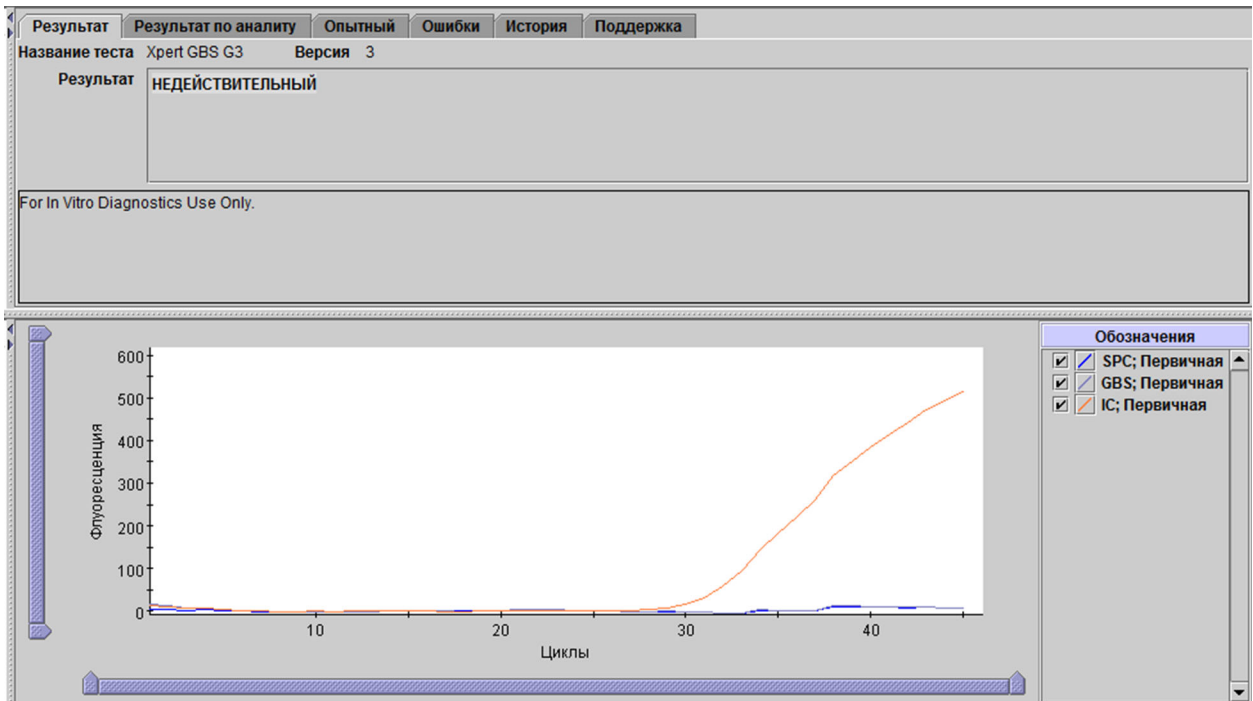 Результат Результат по аналиту Опытный Ошибки История Поддержка
Название теста Xpert GBS G3 Версия 3
Результат НЕДЕЙСТВИТЕЛЬНЫЙ
For In Vitro Diagnostics Use Only.
Обозначения
SPC; Первичная
GBS; Первичная
IC; Первичная
Флуоресценция
600
500
400
300
200
100
0
10 20 30 40
Циклы